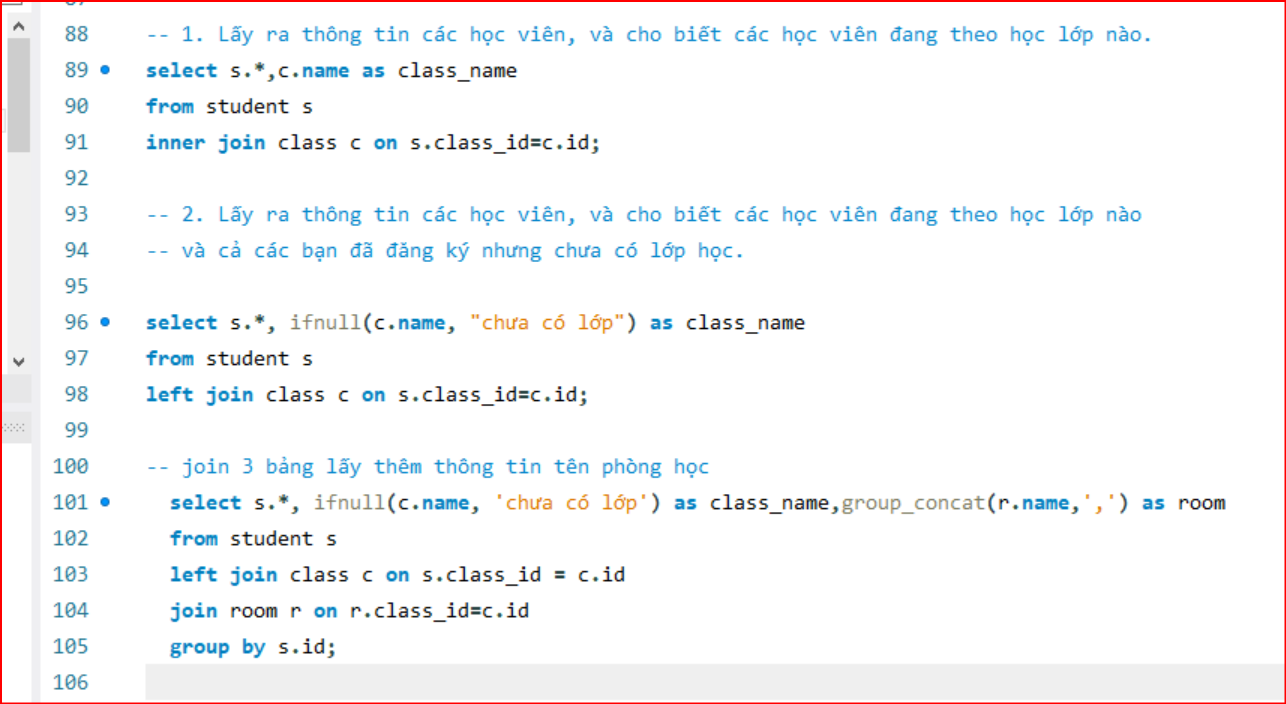 88 -- 1. Lấy ra thông tin các học viên, và cho biết các học viên đang theo học lớp nào.
89 select s.*,c.name as class_name
90 from student s
91 inner join class c on s.class_id=c.id;
92
93 -- 2. Lấy ra thông tin các học viên, và cho biết các học viên đang theo học lớp nào
94 -- và cả các bạn đã đăng ký nhưng chưa có lớp học.
95
96 select s.*, ifnull(c.name, "chưa có lớp") as class_name
97 from student s
98 left join class c on s.class_id=c.id;
99
100 -- join 3 bảng lấy thêm thông tin tên phòng học
101 select s.*, ifnull(c.name, 'chưa có lớp') as class_name,group_concat(r.name,',') as room
102 from student s
103 left join class c on s.class_id = c.id
104 join room r on r.class_id=c.id
105 group by s.id;
106